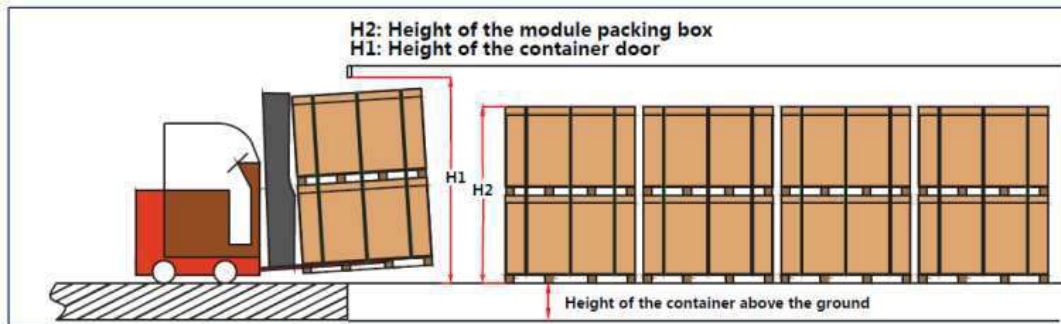 H2: Height of the module packing box
H1: Height of the container door
H1
H2
Height of the container above the ground